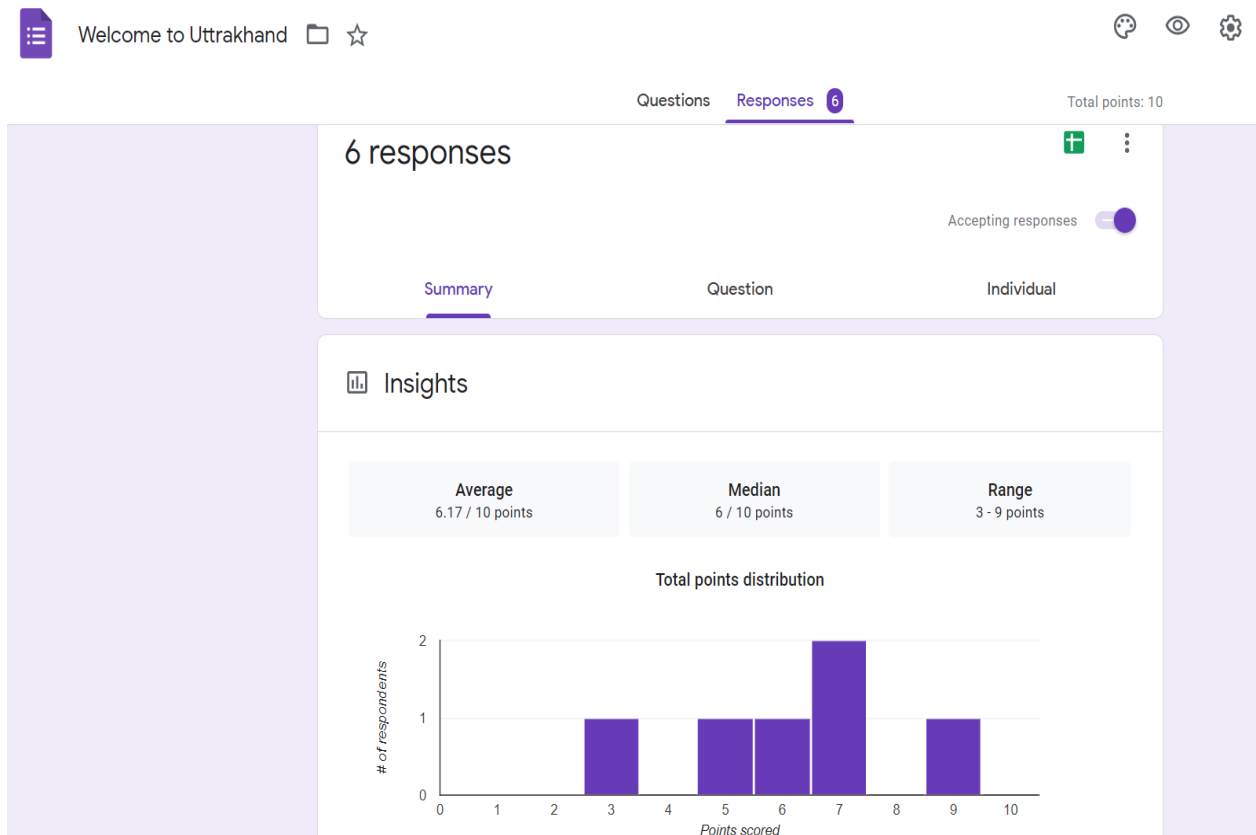 Welcome to Uttrakhand
Questions Responses 6 Total points: 10
6 responses
Accepting responses
Summary Question Individual
Insights
Average Median Range
6.17 / 10 points 6 / 10 points 3 - 9 points
Total points distribution
2
# of respondents
1
0
0 1 2 3 4 5 6 7 8 9 10
Points scored